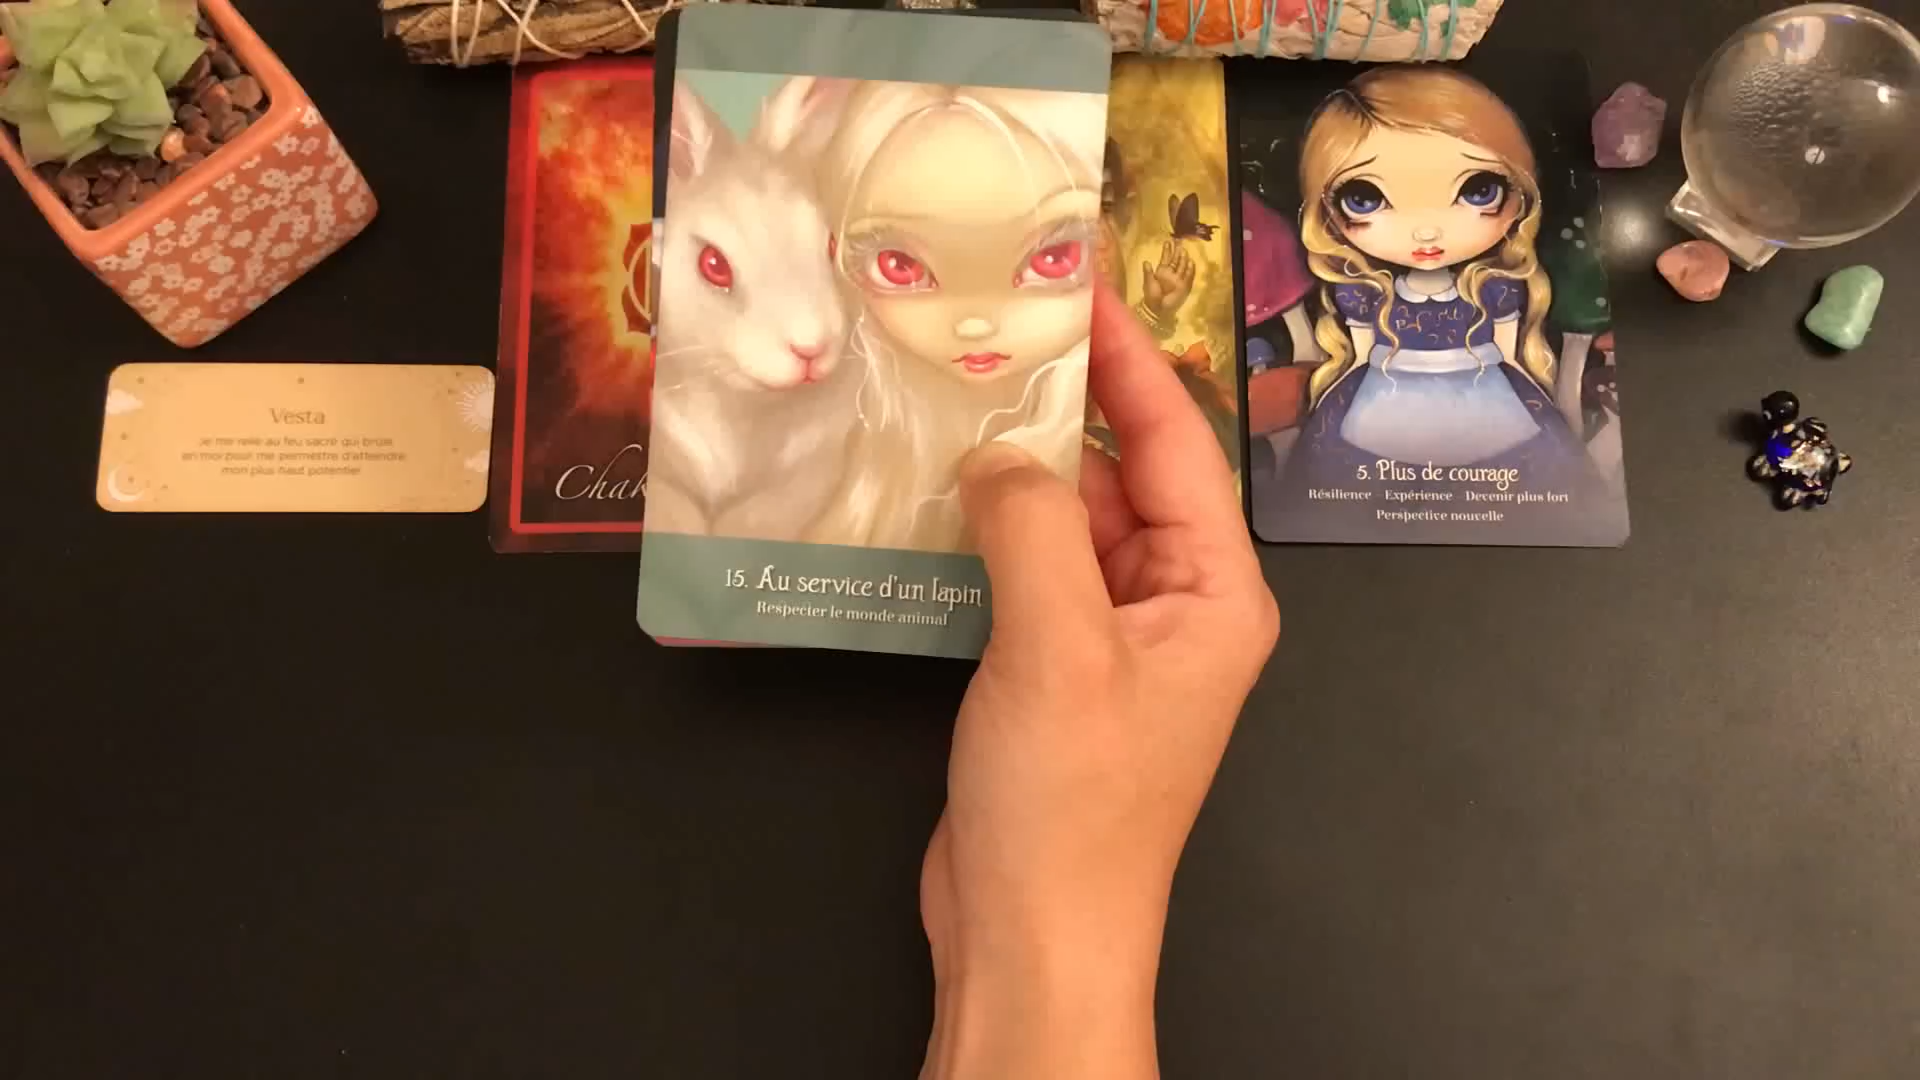 Vesta
Je me relie au feu sacré qui brûle
en moi pour me permettre d'atteindre
mon plus haut potentiel
Chak
15. Au service d'un lapin
Respecter le monde animal
5. Plus de courage
Résilience - Expérience - Devenir plus fort
Perspective nouvelle